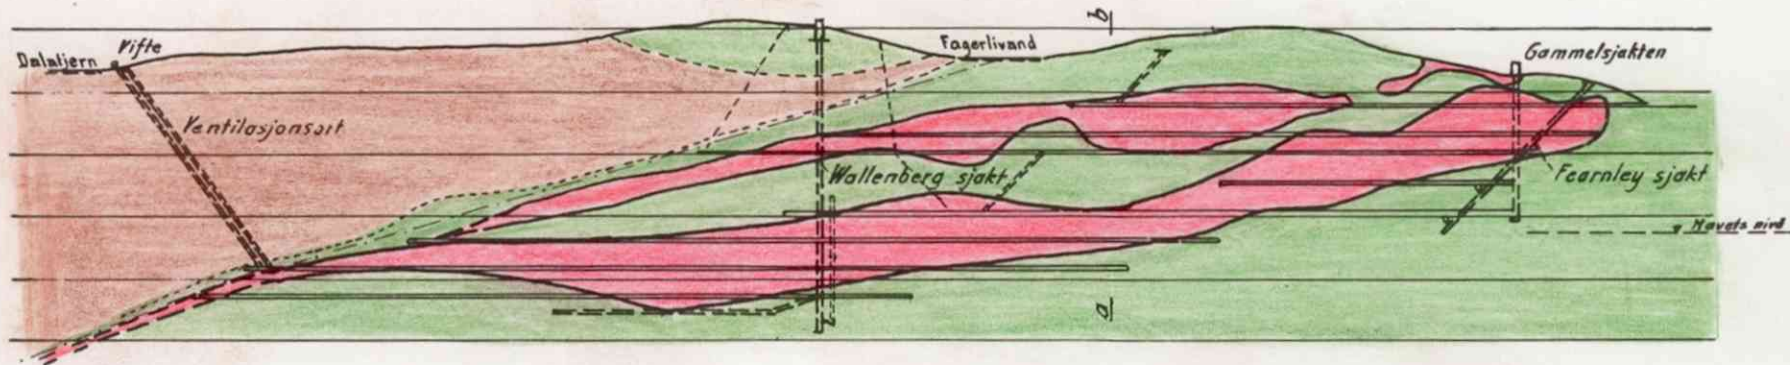 Vifte
Dalatjern
Fagerlivand
b
Gammelsjakten
Ventilasjonsort
Wallenberg sjakt
Fearnley sjakt
Havets nivå
a